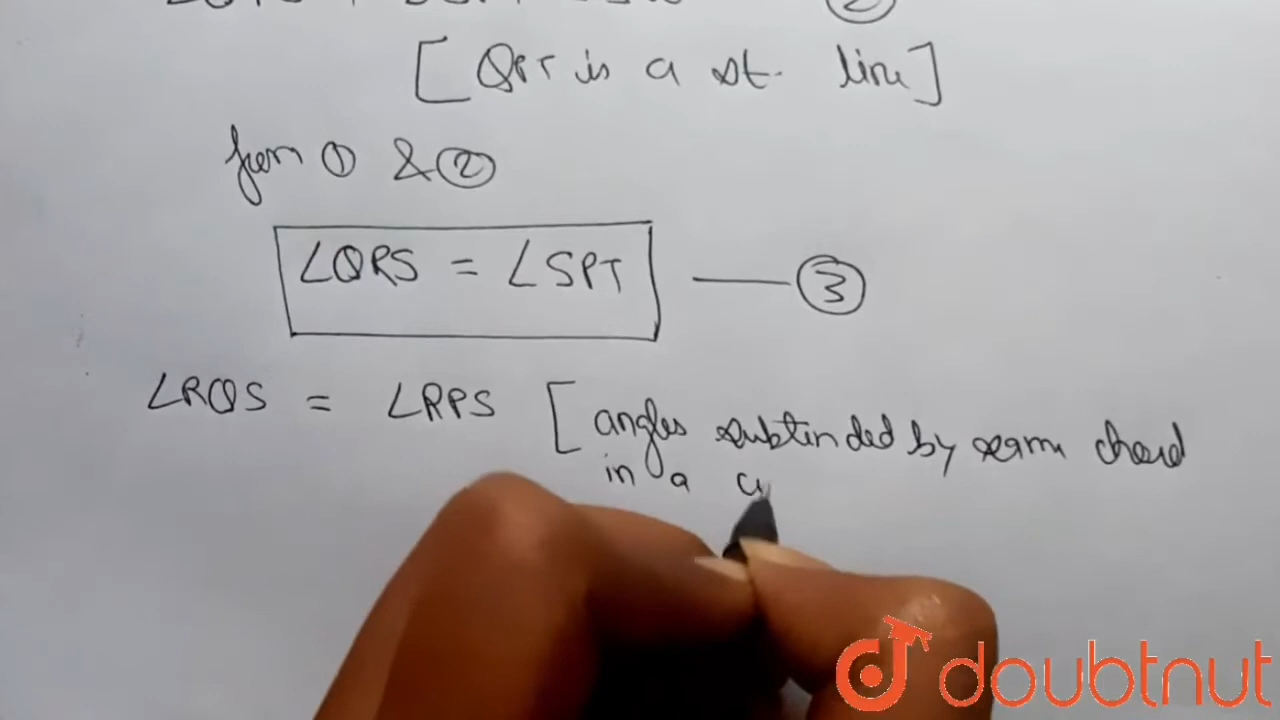 ②
[QPT is a st. line]
from ① & ②
∠QRS = ∠SPT — ③
∠RQS = ∠RPS [angles subtended by same chord
in a
doubtnut